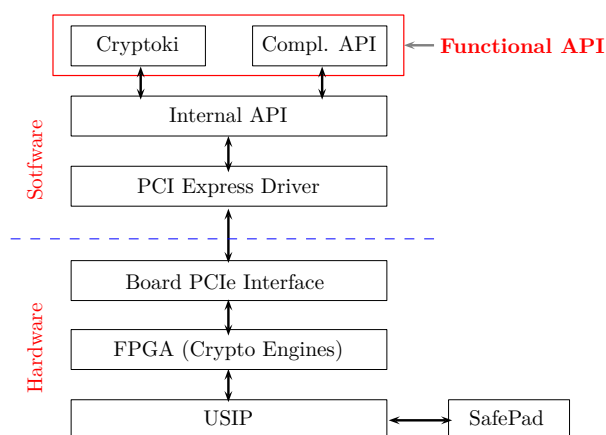 Cryptoki
Compl. API
Functional API
Internal API
Sotfware
PCI Express Driver
Board PCIe Interface
Hardware
FPGA (Crypto Engines)
USIP
SafePad